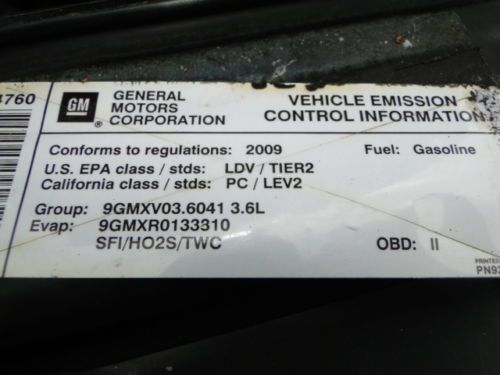 4760
GM ®
GENERAL
MOTORS
CORPORATION
VEHICLE EMISSION
CONTROL INFORMATION
Conforms to regulations: 2009 Fuel: Gasoline
U.S. EPA class / stds: LDV / TIER2
California class / stds: PC / LEV2
Group: 9GMXV03.6041 3.6L
Evap: 9GMXR0133310
SFI/HO2S/TWC OBD: II
PRINTED
PN92